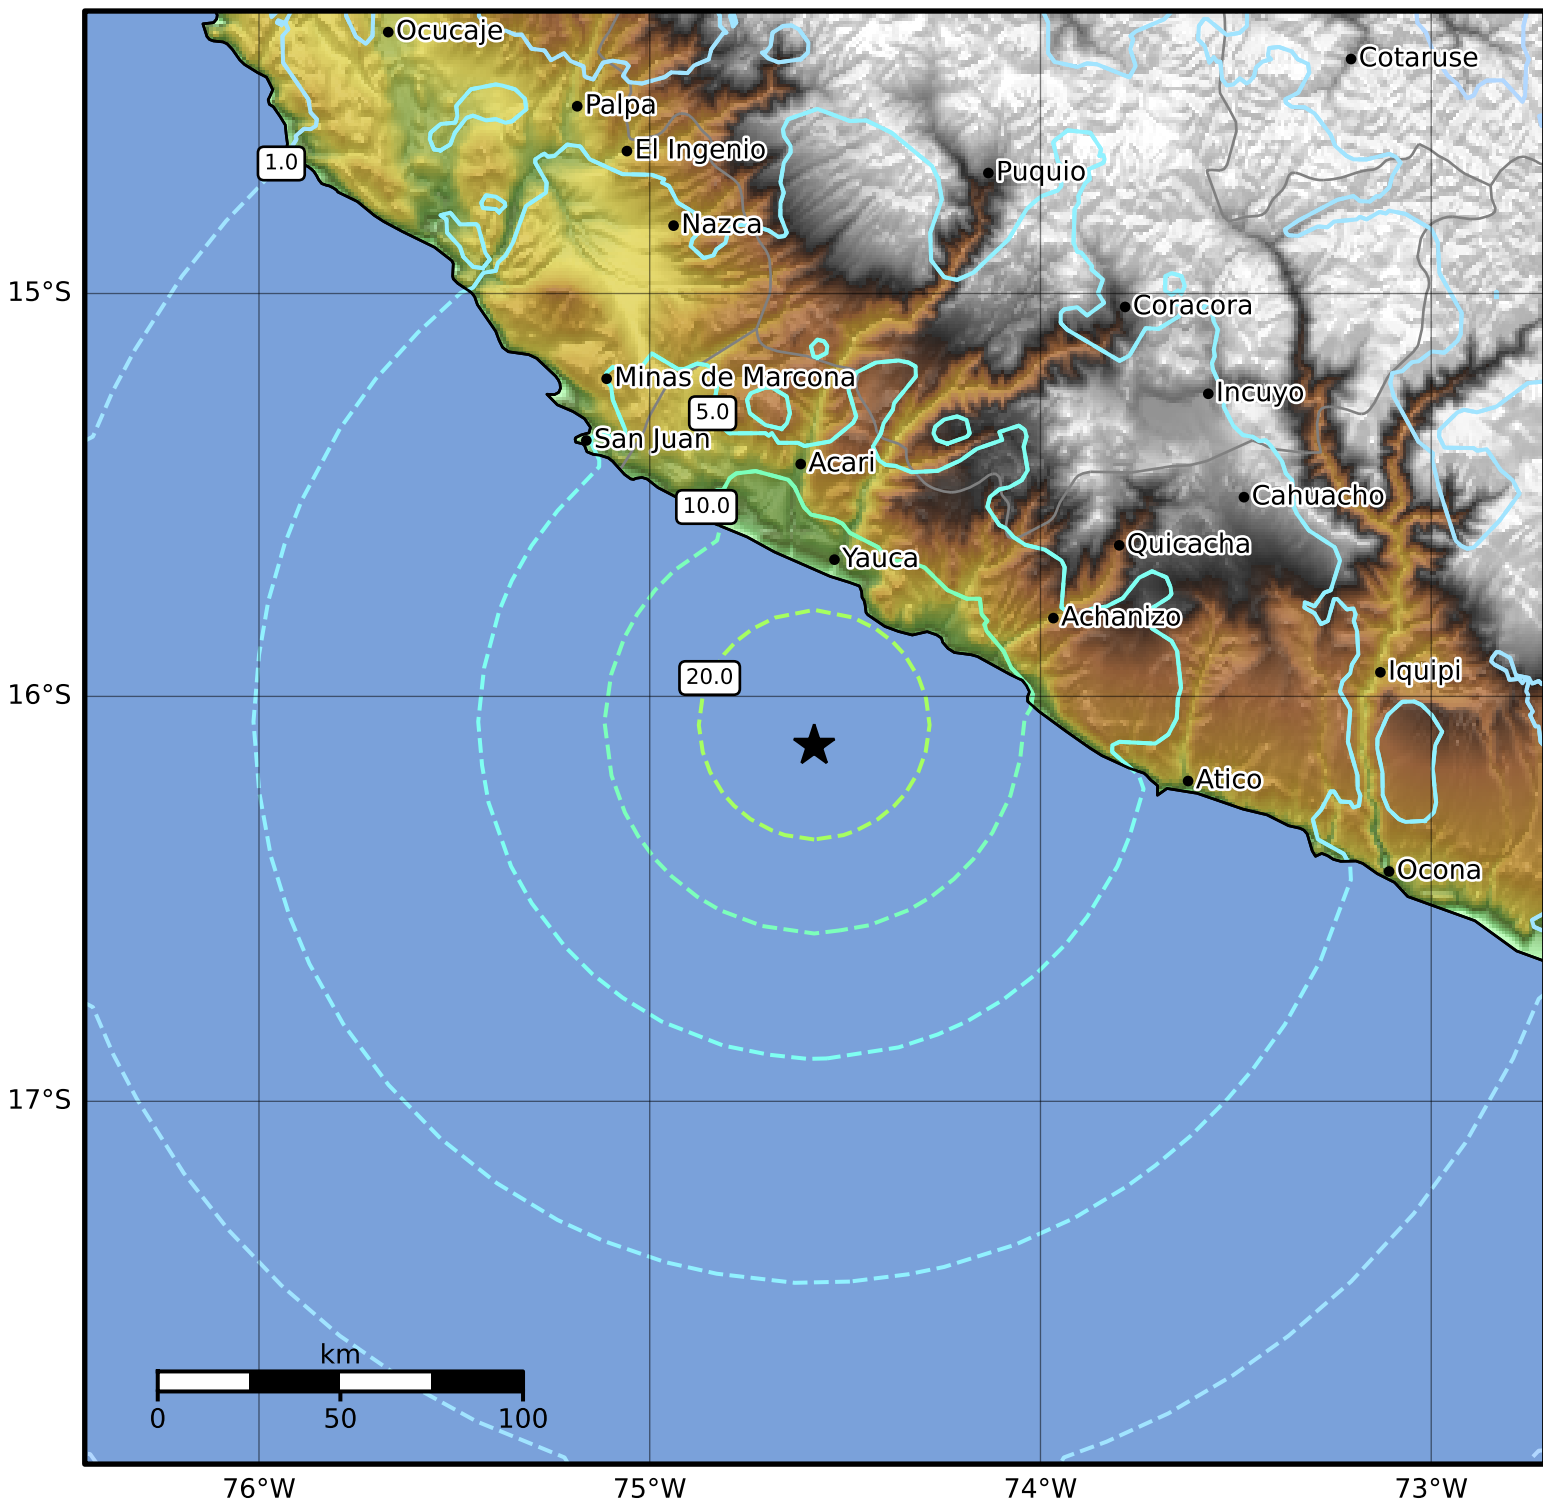 Ocucaje
Cotaruse
Palpa
El Ingenio
1.0
Puquio
Nazca
15°S
Coracora
Minas de Marcona
Incuyo
5.0
San Juan
Acari
Cahuacho
10.0
Quicacha
Yauca
Achanizo
20.0
Iquipi
16°S
Atico
Ocona
17°S
km
0 50 100
76°W 75°W 74°W 73°W